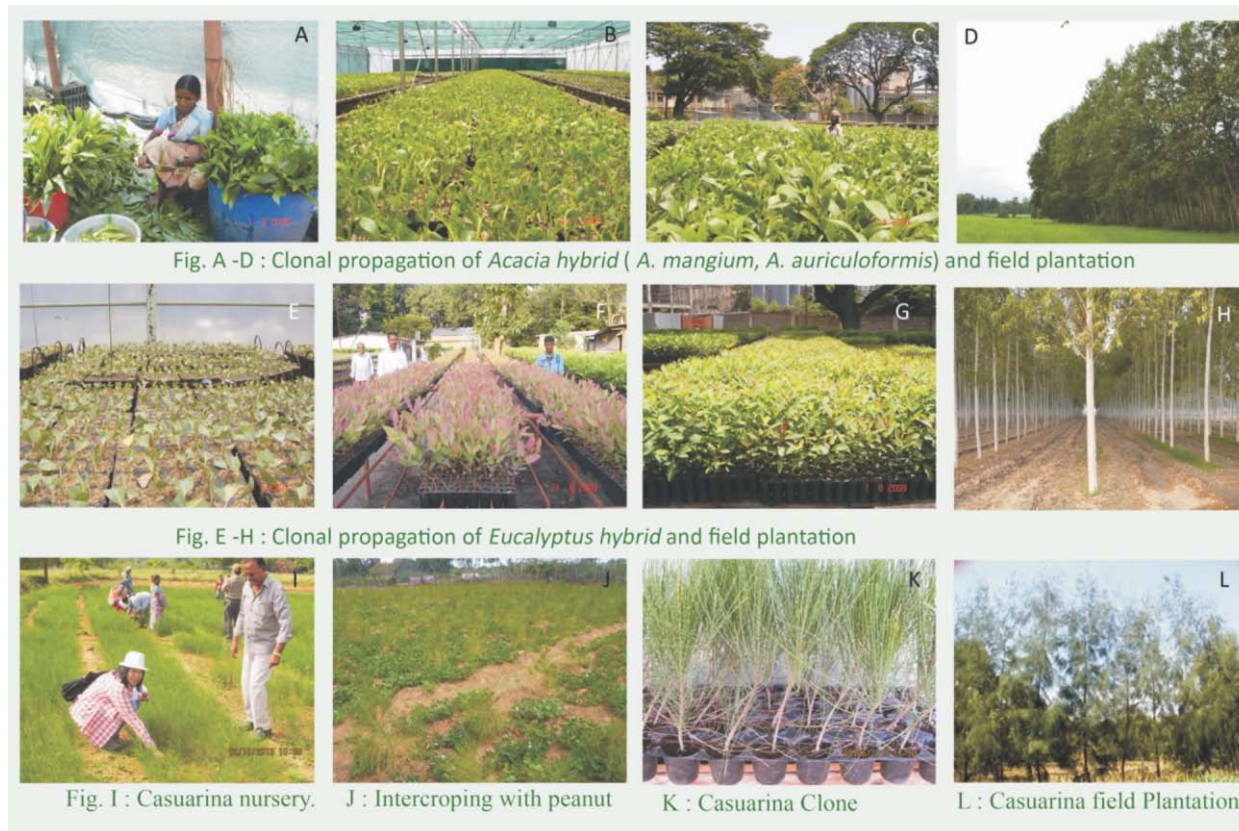 A
B
C
D
Fig. A -D : Clonal propagation of Acacia hybrid ( A. mangium, A. auriculoformis) and field plantation
E
F
G
H
Fig. E -H : Clonal propagation of Eucalyptus hybrid and field plantation
I
J
K
L
Fig. I : Casuarina nursery.
J : Intercroping with peanut
K : Casuarina Clone
L : Casuarina field Plantation